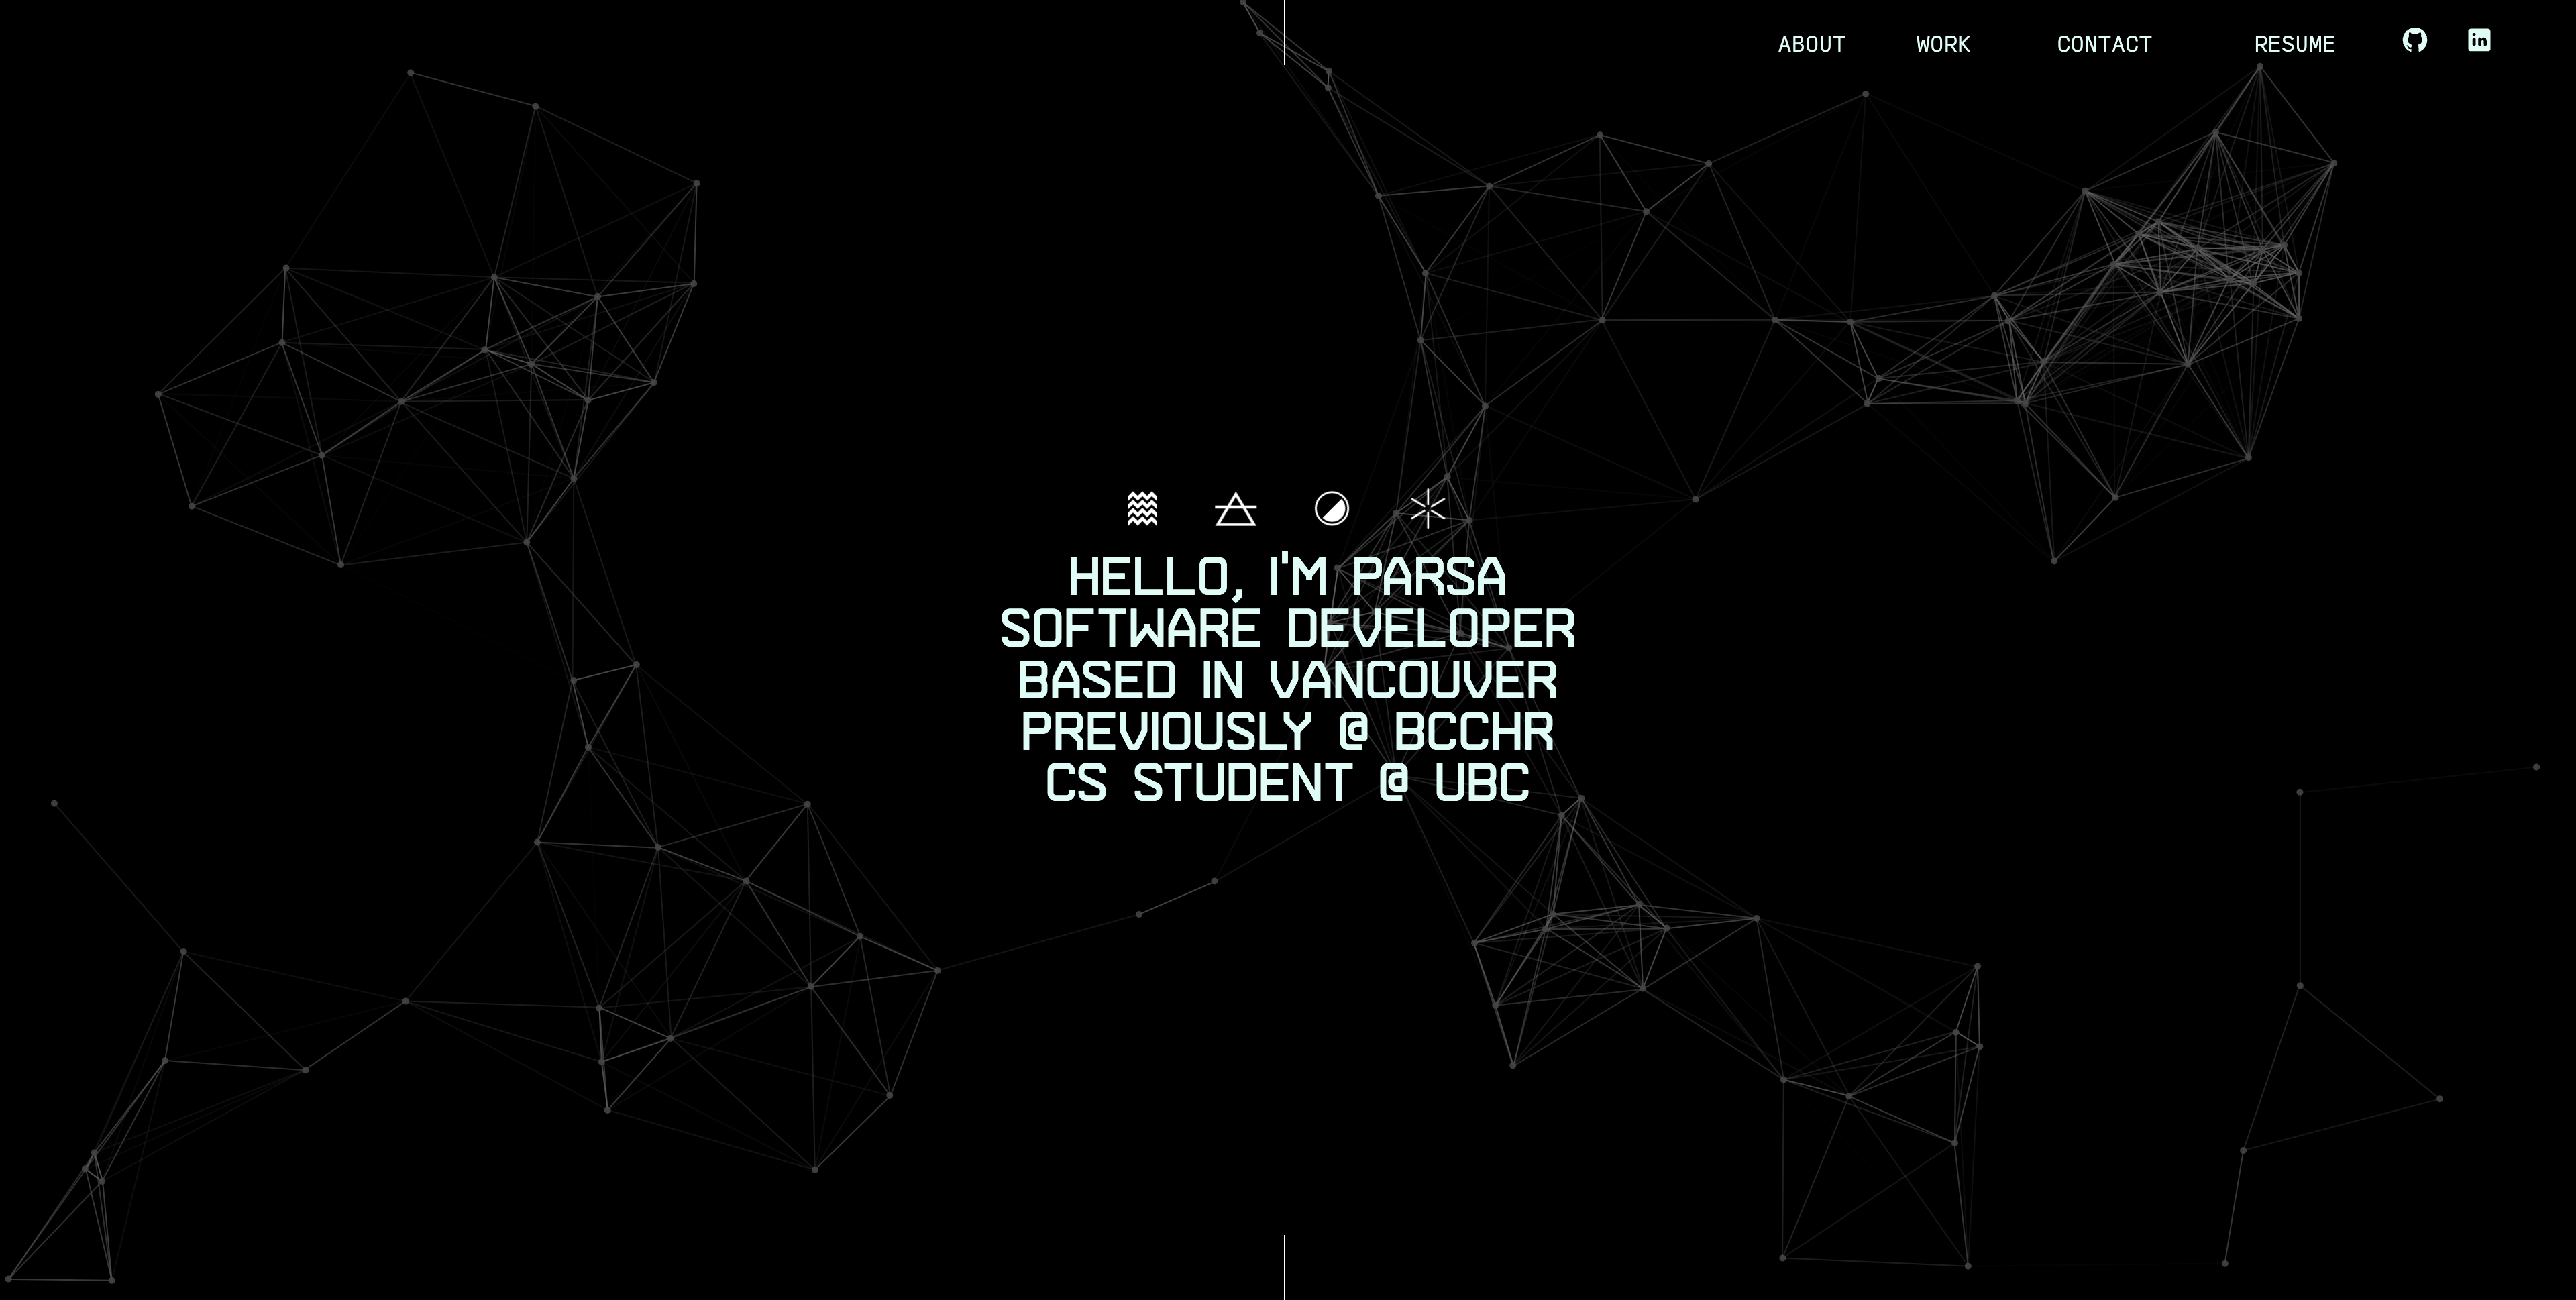 ABOUT WORK CONTACT RESUME
HELLO, I'M PARSA
SOFTWARE DEVELOPER
BASED IN VANCOUVER
PREVIOUSLY @ BCCHR
CS STUDENT @ UBC